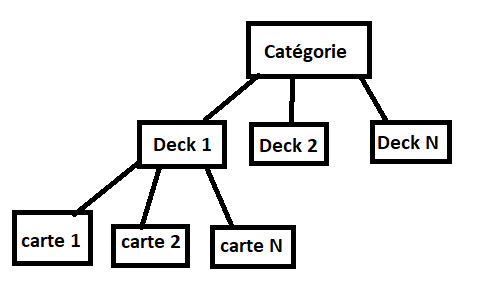 Catégorie
Deck 1
Deck 2
Deck N
carte 1
carte 2
carte N